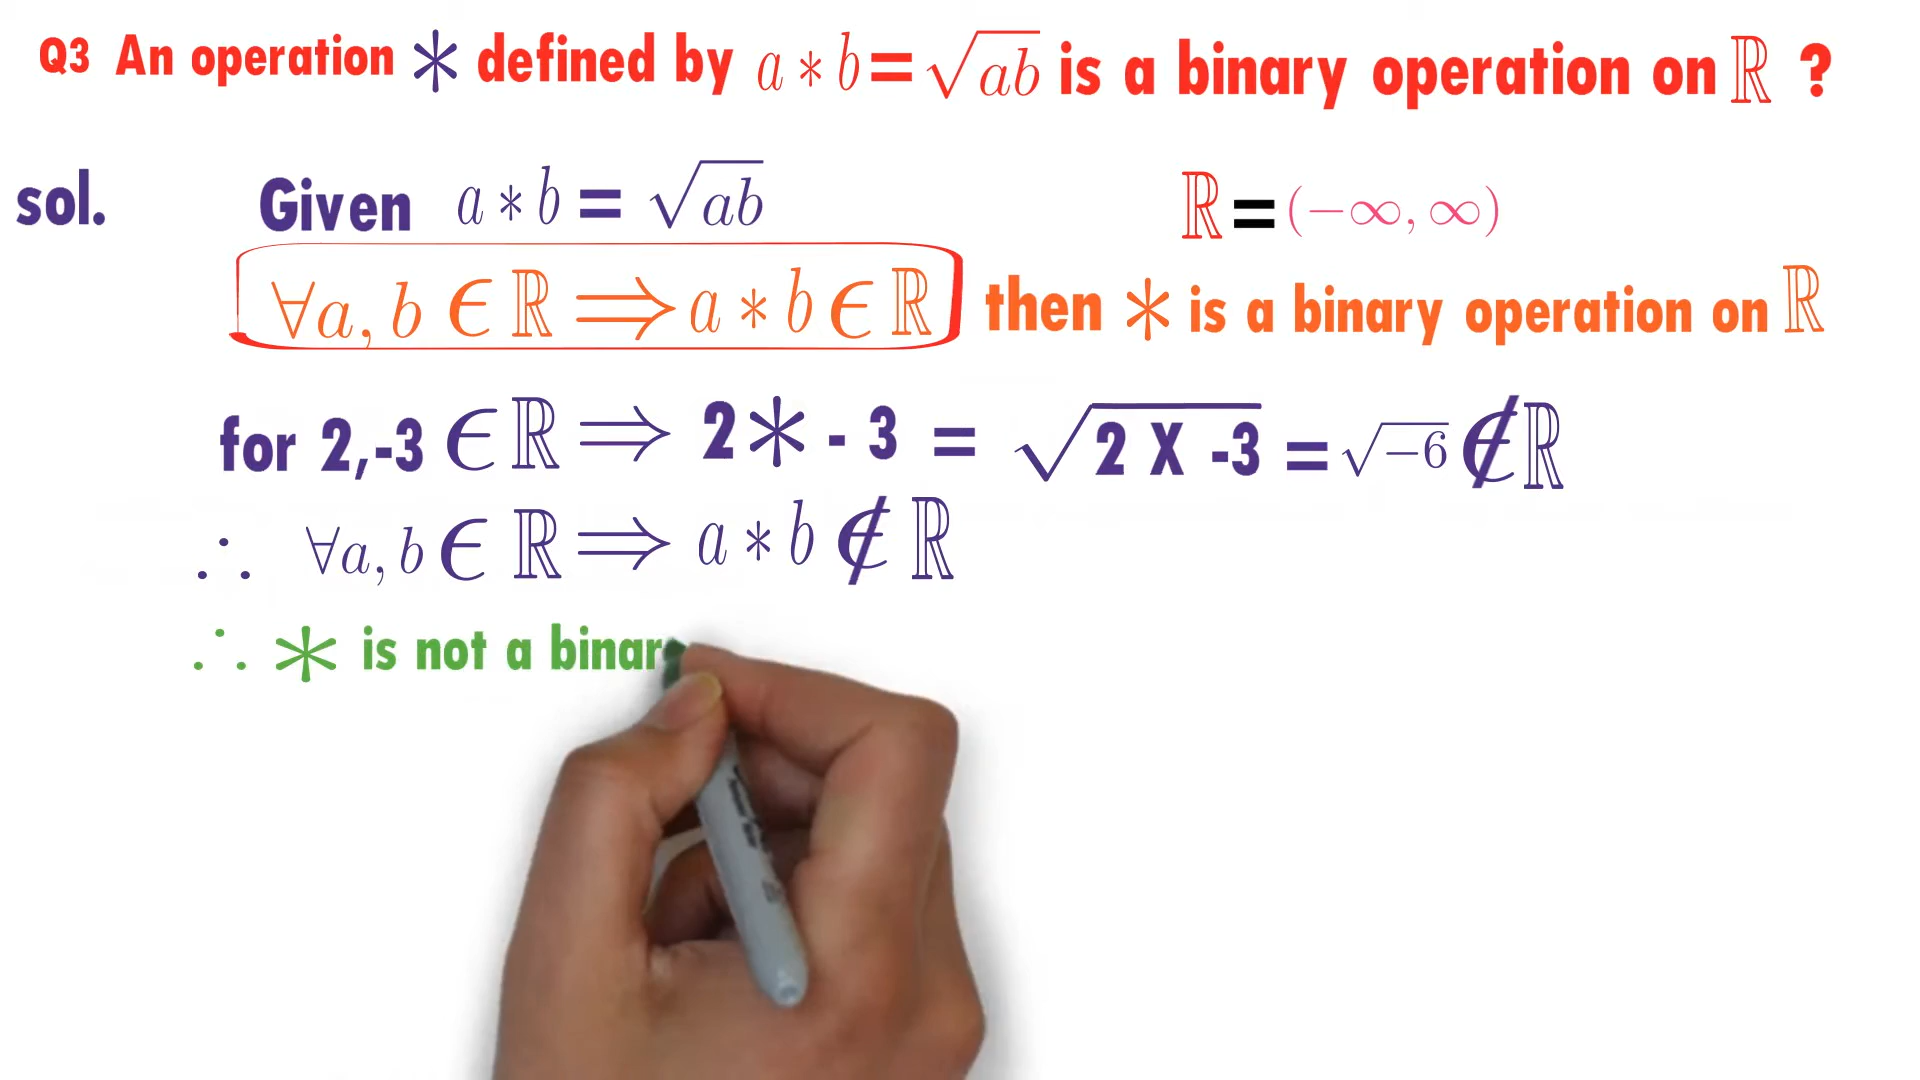 Q3 An operation * defined by a * b = √ab is a binary operation on ℝ ?
sol. Given a * b = √ab ℝ = (−∞, ∞)
∀a, b ∈ ℝ ⟹ a * b ∈ ℝ then * is a binary operation on ℝ
for 2,-3 ∈ ℝ ⟹ 2 * - 3 = √2 X -3 = √−6 ∉ ℝ
∴ ∀a, b ∈ ℝ ⟹ a * b ∉ ℝ
∴ * is not a binar